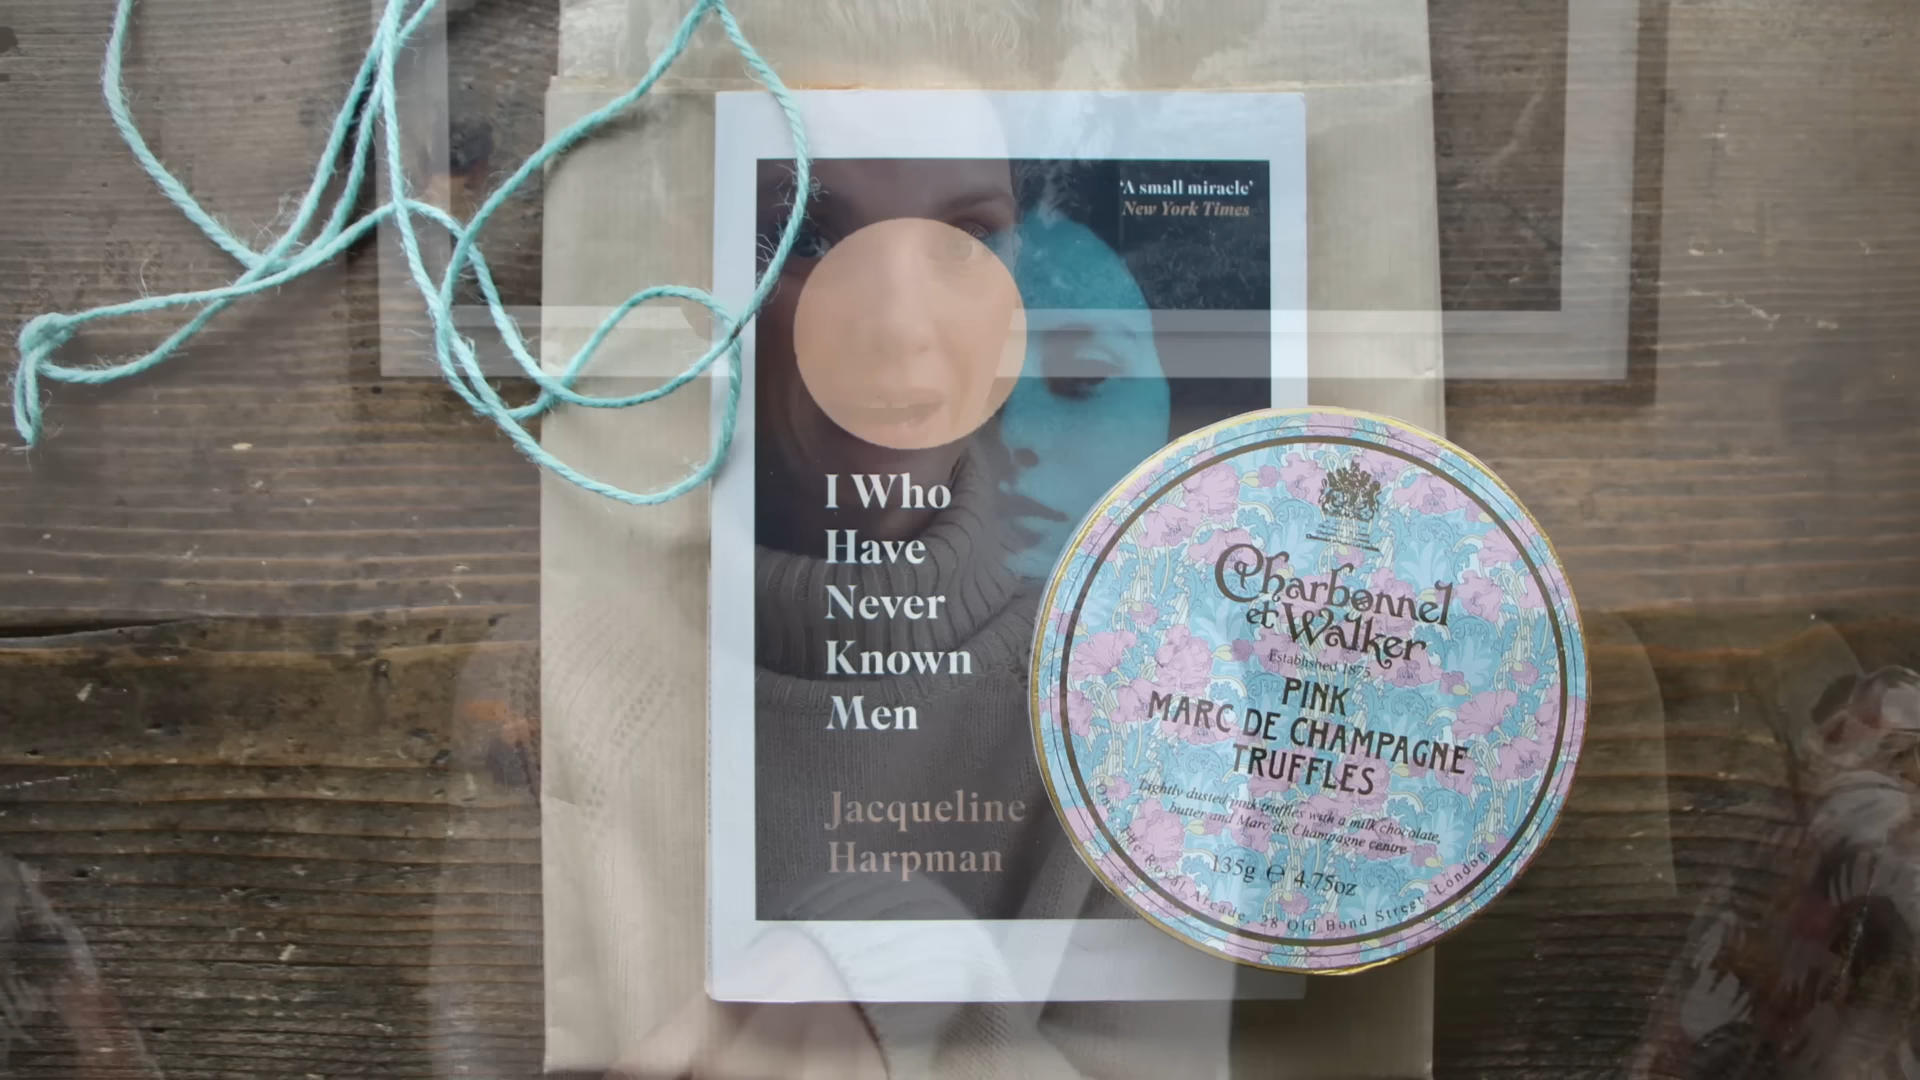 'A small miracle'
New York Times
I Who
Have
Never
Known
Men
Jacqueline
Harpman
Charbonnel
et Walker
Established 1875
PINK
MARC DE CHAMPAGNE
TRUFFLES
Lightly dusted pink truffles with a milk chocolate,
butter and Marc de Champagne centre
135g ℮ 4.75oz
One The Royal Arcade, 28 Old Bond Street, London